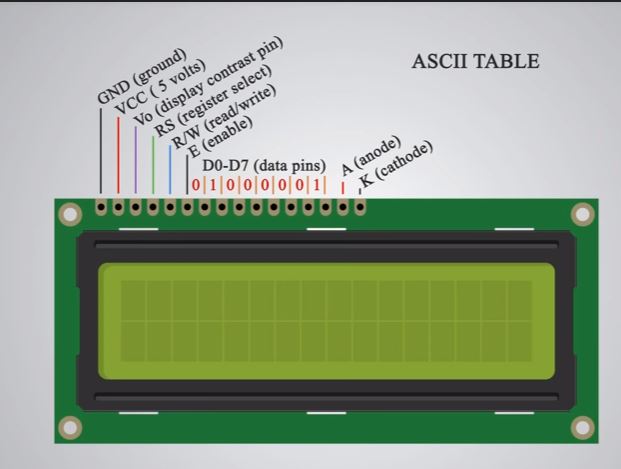 ASCII TABLE
GND (ground)
VCC ( 5 volts)
Vo (display contrast pin)
RS (register select)
R/W (read/write)
E (enable)
D0-D7 (data pins)
0|1|0|0|0|0|0|1|
A (anode)
K (cathode)